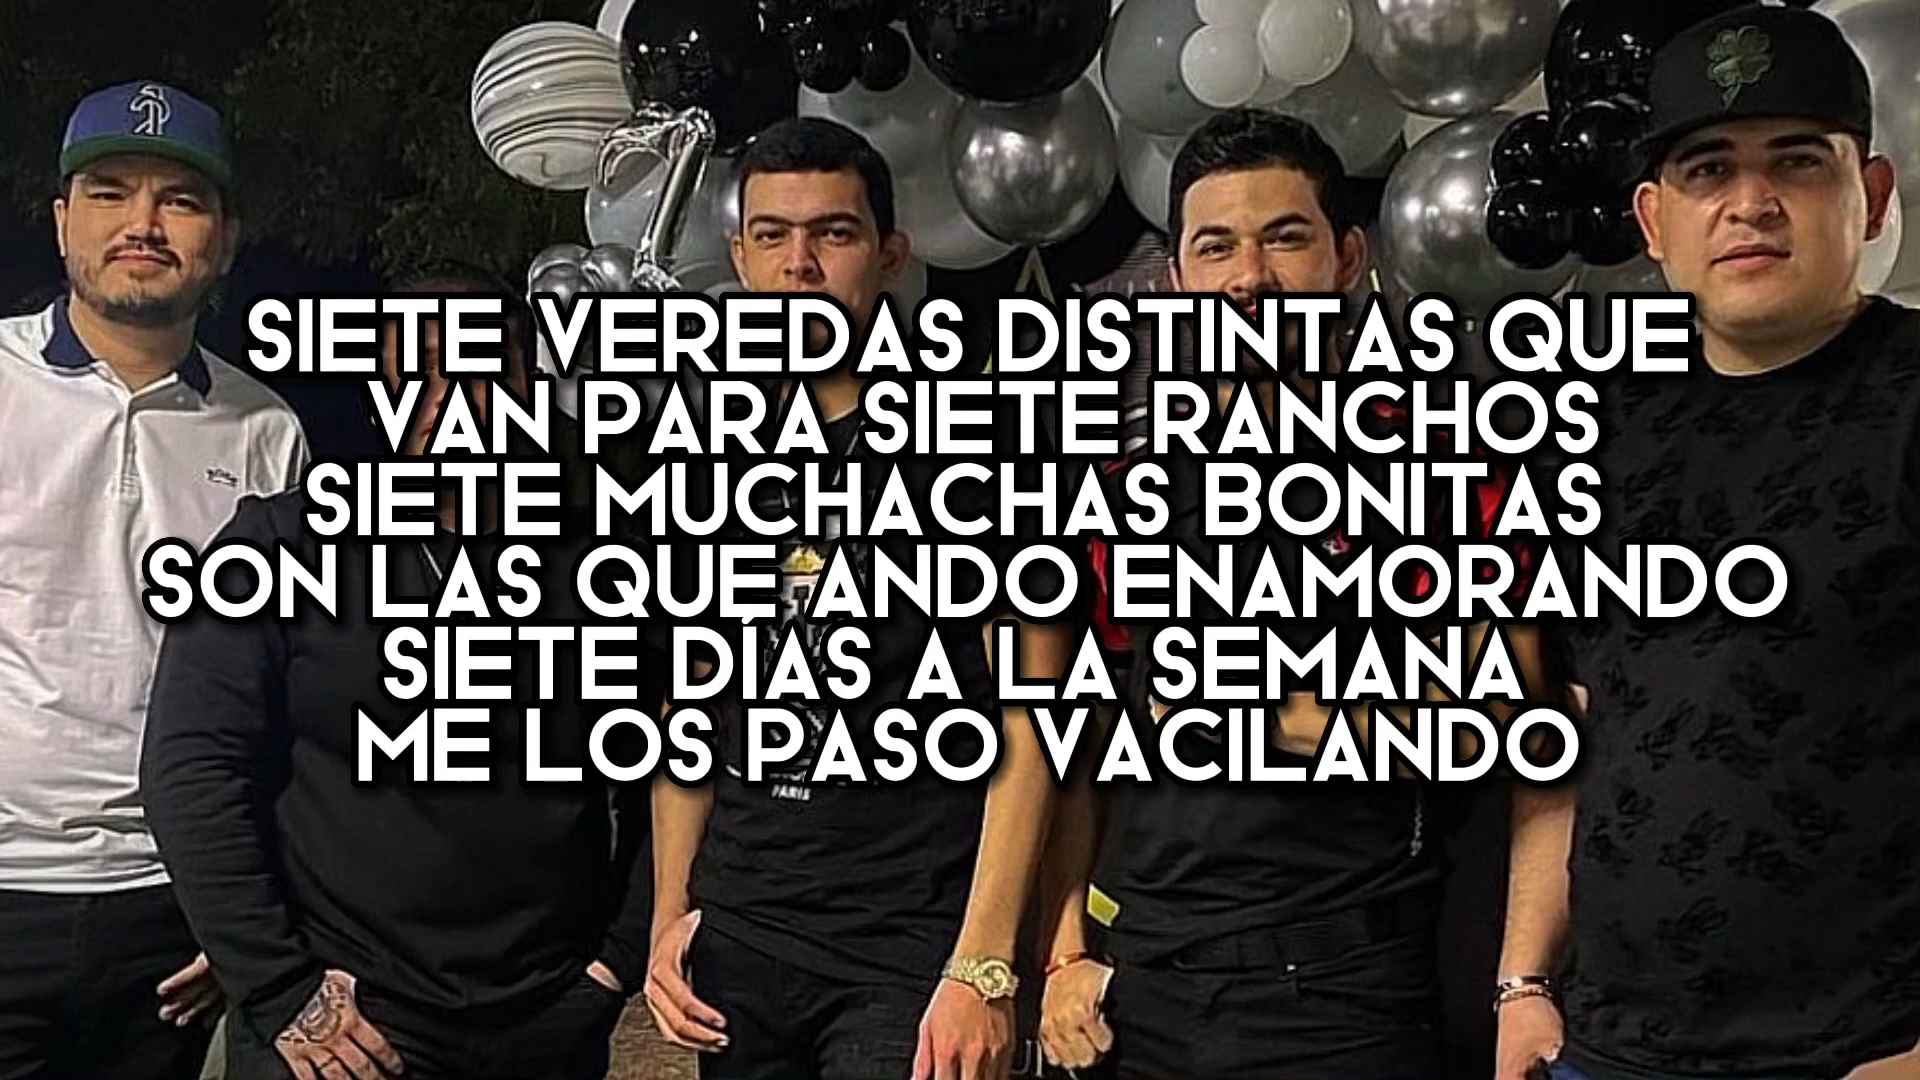 SIETE VEREDAS DISTINTAS QUE
VAN PARA SIETE RANCHOS
SIETE MUCHACHAS BONITAS
SON LAS QUE ANDO ENAMORANDO
SIETE DÍAS A LA SEMANA
ME LOS PASO VACILANDO
PARIS